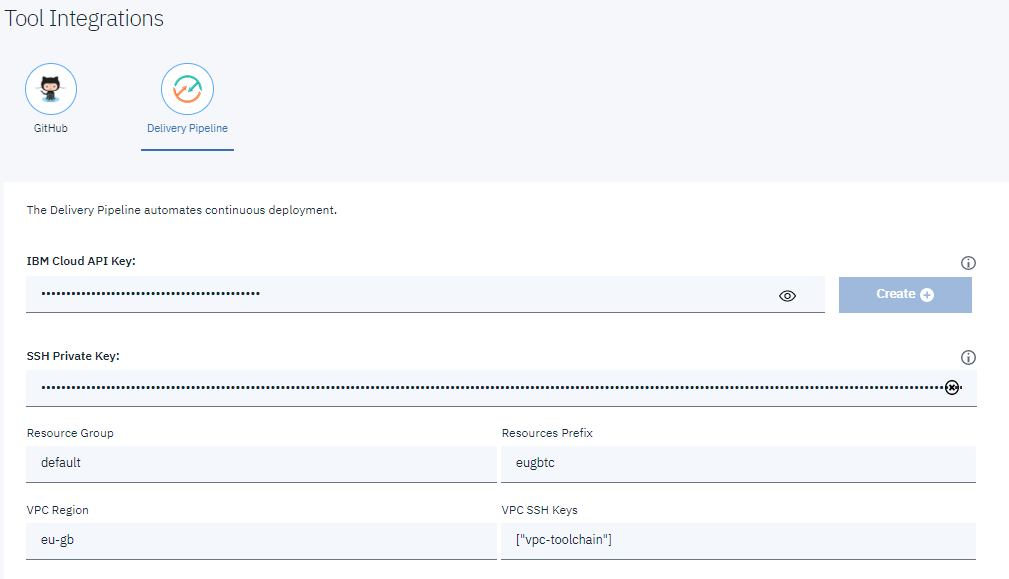 Tool Integrations
GitHub
Delivery Pipeline
The Delivery Pipeline automates continuous deployment.
IBM Cloud API Key:
Create
SSH Private Key:
Resource Group
Resources Prefix
default
eugbtc
VPC Region
VPC SSH Keys
eu-gb
["vpc-toolchain"]